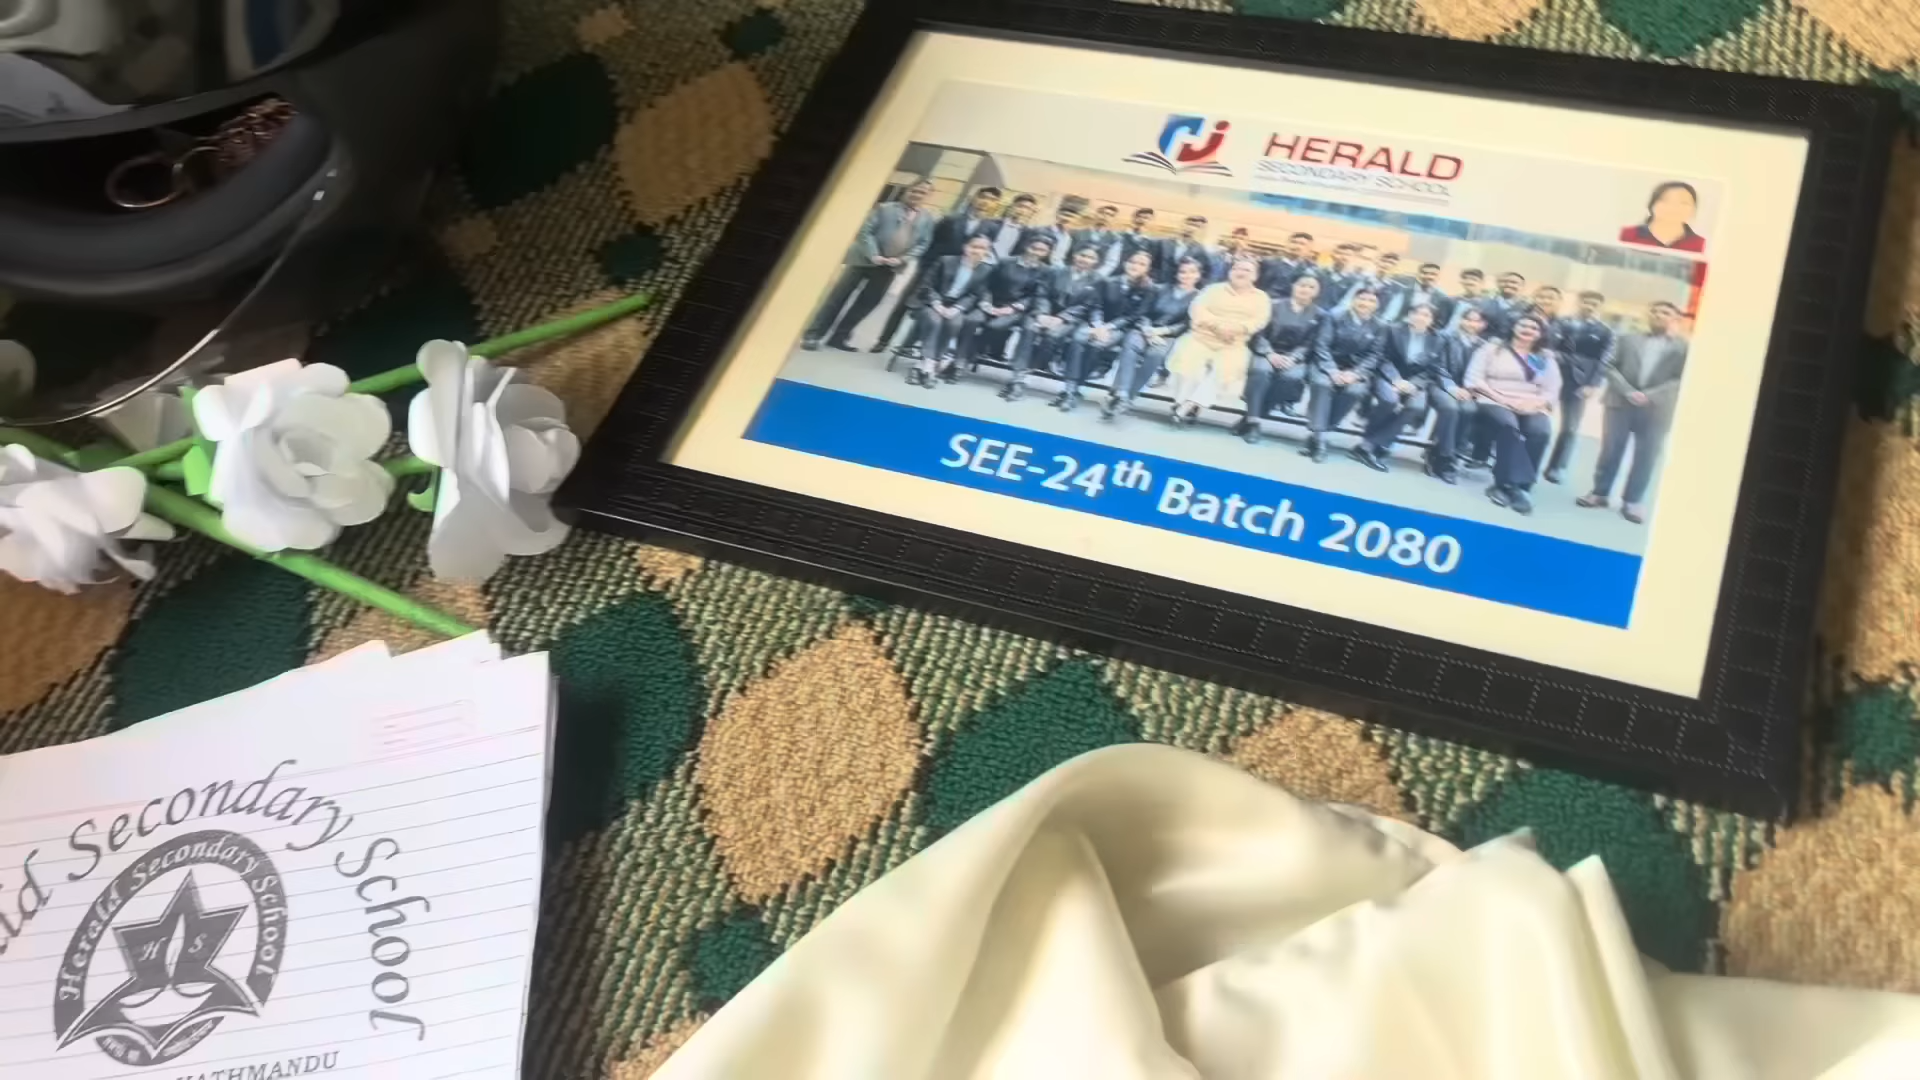 HERALD
SECONDARY SCHOOL
SEE-24th Batch 2080
Secondary School
Herald Secondary School
H S
KATHMANDU